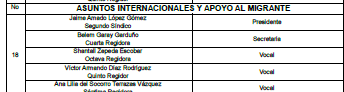 No ASUNTOS INTERNACIONALES Y APOYO AL MIGRANTE
Jaime Amedo López Gómez
Segundo Síndico
Presidente
Belem Garay Garduño
Cuarta Regidora
Secretaria
18
Shantall Zepeda Escobar
Octava Regidora
Vocal
Víctor Armando Díaz Rodríguez
Quinto Regidor
Vocal
Ana Lilia del Socorro Terrazes Vázquez
Vocal